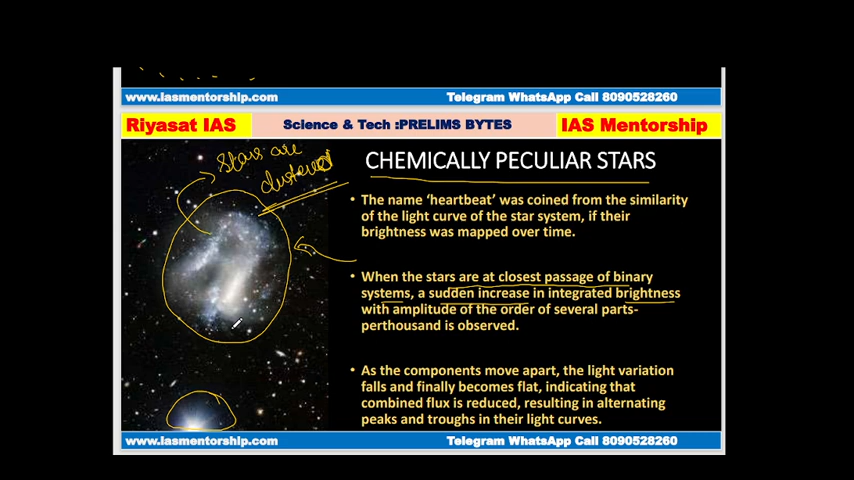 www.iasmentorship.com Telegram WhatsApp Call 8090528260
Riyasat IAS Science & Tech :PRELIMS BYTES IAS Mentorship
Stars are
clustered
CHEMICALLY PECULIAR STARS
• The name ‘heartbeat’ was coined from the similarity
of the light curve of the star system, if their
brightness was mapped over time.
• When the stars are at closest passage of binary
systems, a sudden increase in integrated brightness
with amplitude of the order of several parts-
perthousand is observed.
• As the components move apart, the light variation
falls and finally becomes flat, indicating that
combined flux is reduced, resulting in alternating
peaks and troughs in their light curves.
www.iasmentorship.com Telegram WhatsApp Call 8090528260